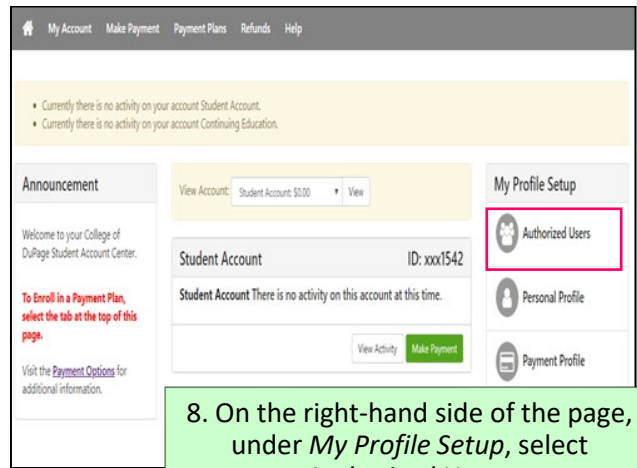 My Account Make Payment Payment Plans Refunds Help
• Currently there is no activity on your account Student Account.
• Currently there is no activity on your account Continuing Education.
Announcement
Welcome to your College of
DuPage Student Account Center.
To Enroll in a Payment Plan,
select the tab at the top of this
page.
Visit the Payment Options for
additional information.
View Account: Student Account: $0.00 View
Student Account ID: xxx1542
Student Account There is no activity on this account at this time.
View Activity Make Payment
My Profile Setup
Authorized Users
Personal Profile
Payment Profile
8. On the right-hand side of the page,
under My Profile Setup, select